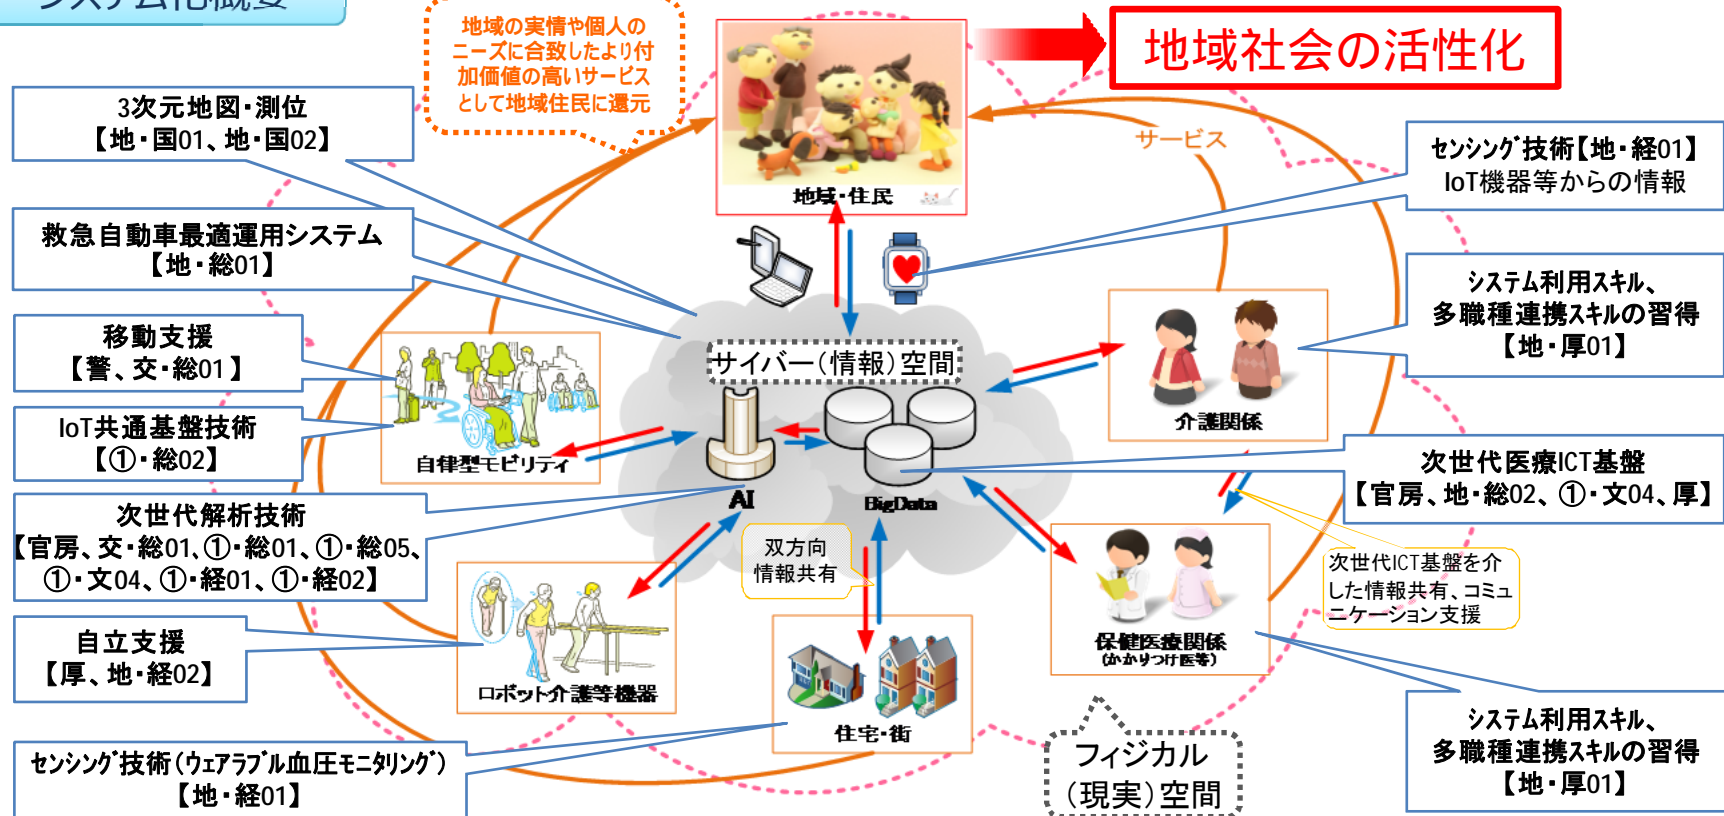 システム化概要
地域の実情や個人の
ニーズに合致したより付
加価値の高いサービス
として地域住民に還元
地域社会の活性化
3次元地図・測位
【地・国01、地・国02】
サービス
センシング技術【地・経01】
IoT機器等からの情報
地域・住民
救急自動車最適運用システム
【地・総01】
システム利用スキル、
多職種連携スキルの習得
【地・厚01】
移動支援
【警、交・総01】
サイバー（情報）空間
介護関係
IoT共通基盤技術
【①・総02】
自律型モビリティ
AI
BigData
次世代医療ICT基盤
【官房、地・総02、①・文04、厚】
次世代解析技術
【官房、交・総01、①・総01、①・総05、
①・文04、①・経01、①・経02】
双方向
情報共有
次世代ICT基盤を介
した情報共有、コミュ
ニケーション支援
自立支援
【厚、地・経02】
ロボット介護等機器
保健医療関係
（かかりつけ医等）
住宅・街
センシング技術（ウェアラブル血圧モニタリング）
【地・経01】
フィジカル
（現実）空間
システム利用スキル、
多職種連携スキルの習得
【地・厚01】